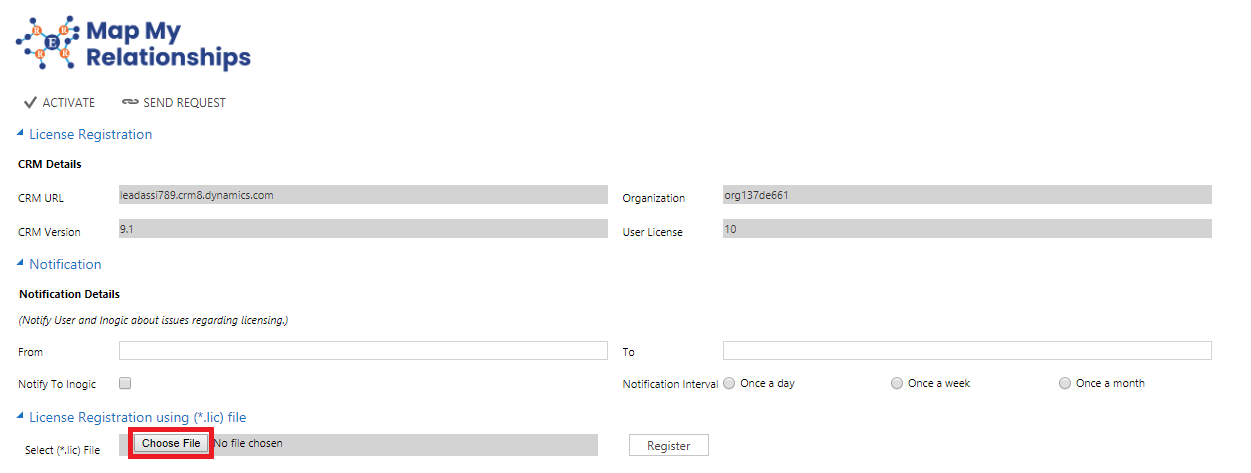 Map My
Relationships
E
R
R
R
R
ACTIVATE SEND REQUEST
License Registration
CRM Details
CRM URL leadassi789.crm8.dynamics.com Organization org137de661
CRM Version 9.1 User License 10
Notification
Notification Details
(Notify User and Inogic about issues regarding licensing.)
From To
Notify To Inogic Notification Interval Once a day Once a week Once a month
License Registration using (*.lic) file
Select (*.lic) File Choose File No file chosen Register